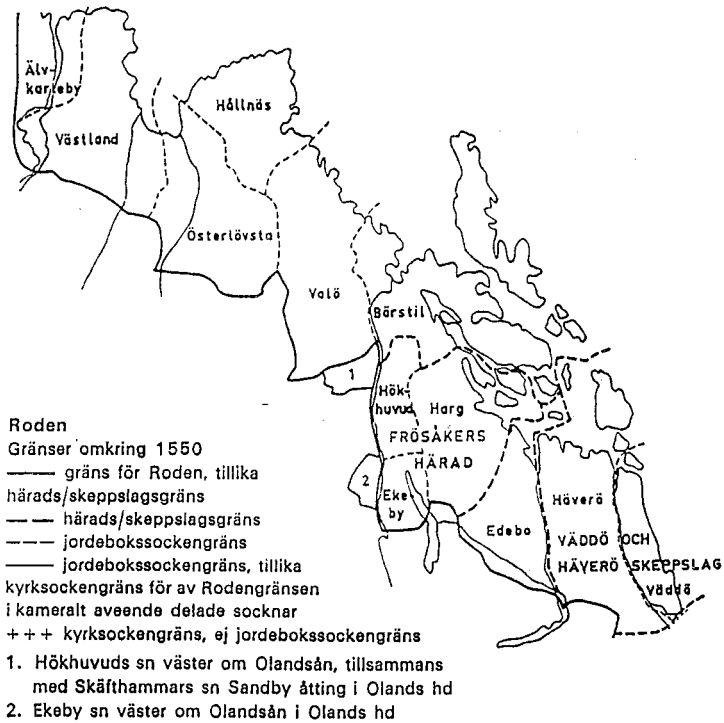 Älv-
karleby
Hållnäs
Västland
Österlövsta
Valö
Börstil
1
Hök-
huvud
Harg
FRÖSÅKERS
HÄRAD
2
Eke-
by
Edebo
Häverö
VÄDDÖ OCH
HÄVERÖ SKEPPSLAG
Väddö
Roden
Gränser omkring 1550
gräns för Roden, tillika
härads/skeppslagsgräns
härads/skeppslagsgräns
jordebokssockengräns
jordebokssockengräns, tillika
kyrksockengräns för av Rodengränsen
i kameralt aveende delade socknar
+++ kyrksockengräns, ej jordebokssockengräns
1. Hökhuvuds sn väster om Olandsån, tillsammans
med Skäfthammars sn Sandby åtting i Olands hd
2. Ekeby sn väster om Olandsån i Olands hd